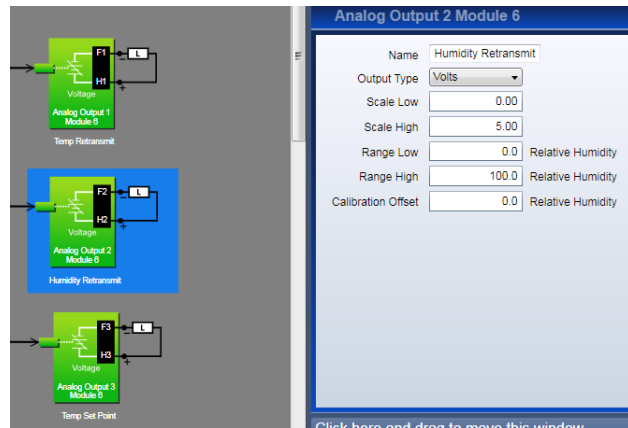 F1
L
H1
Voltage
Analog Output 1
Module 6
Temp Retransmit
F2
L
H2
Voltage
Analog Output 2
Module 6
Humidity Retransmit
F3
L
H3
Voltage
Analog Output 3
Module 6
Temp Set Point
Analog Output 2 Module 6
Name Humidity Retransmit
Output Type Volts
Scale Low 0.00
Scale High 5.00
Range Low 0.0 Relative Humidity
Range High 100.0 Relative Humidity
Calibration Offset 0.0 Relative Humidity
Click here and drag to move this window